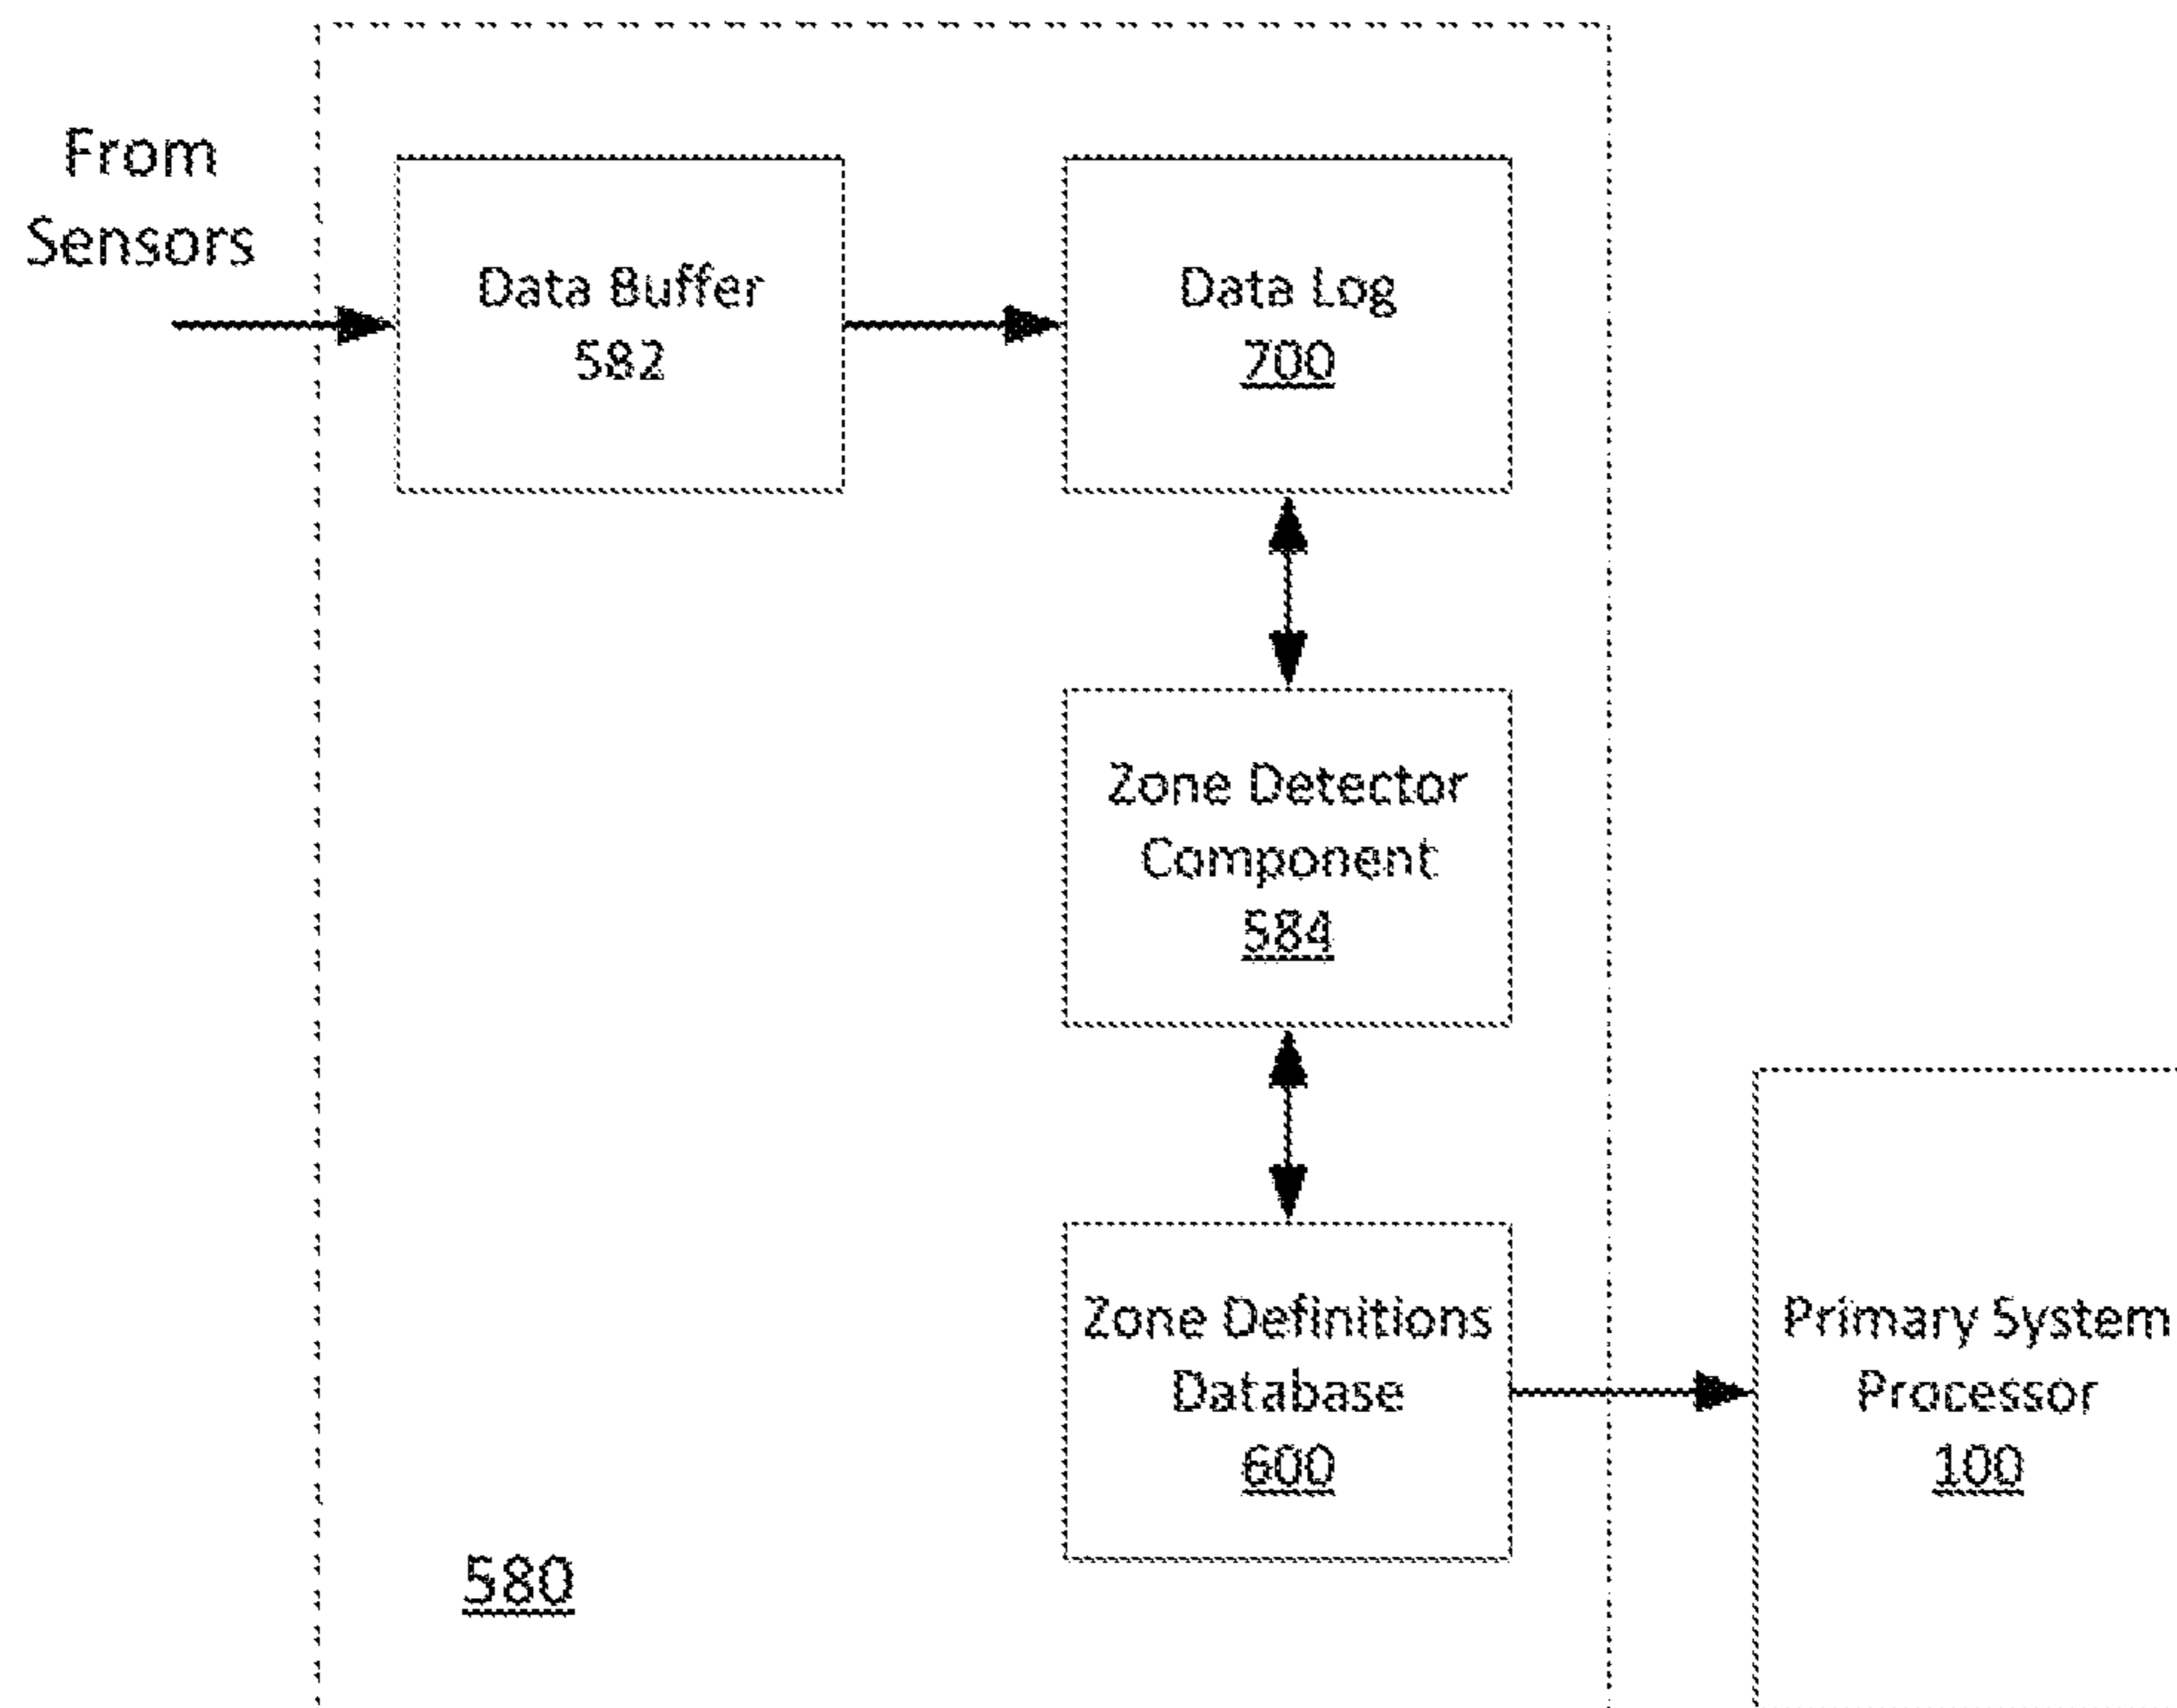 From
Sensors
Data Buffer
582
Data Log
700
Zone Detector
Component
584
Zone Definitions
Database
600
Primary System
Processor
100
580